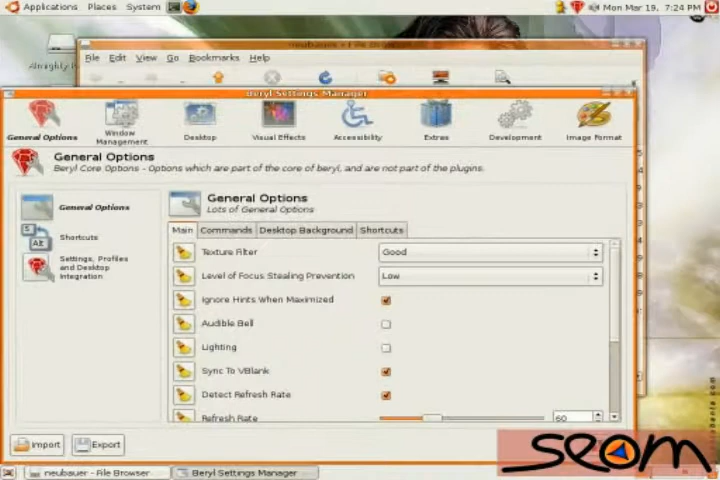 Applications Places System Mon Mar 19, 7:24 PM
neubauer - File Browser
File Edit View Go Bookmarks Help
Beryl Settings Manager
General Options Window Management Desktop Visual Effects Accessibility Extras Development Image Format
General Options
Beryl Core Options - Options which are part of the core of beryl, and are not part of the plugins.
General Options
Shortcuts
Settings, Profiles
and Desktop
Integration
S
Alt
General Options
Lots of General Options
Main Commands Desktop Background Shortcuts
Texture Filter Good
Level of Focus Stealing Prevention Low
Ignore Hints When Maximized
Audible Bell
Lighting
Sync To VBlank
Detect Refresh Rate
Refresh Rate 60
Import Export
seom
neubauer - File Browser Beryl Settings Manager